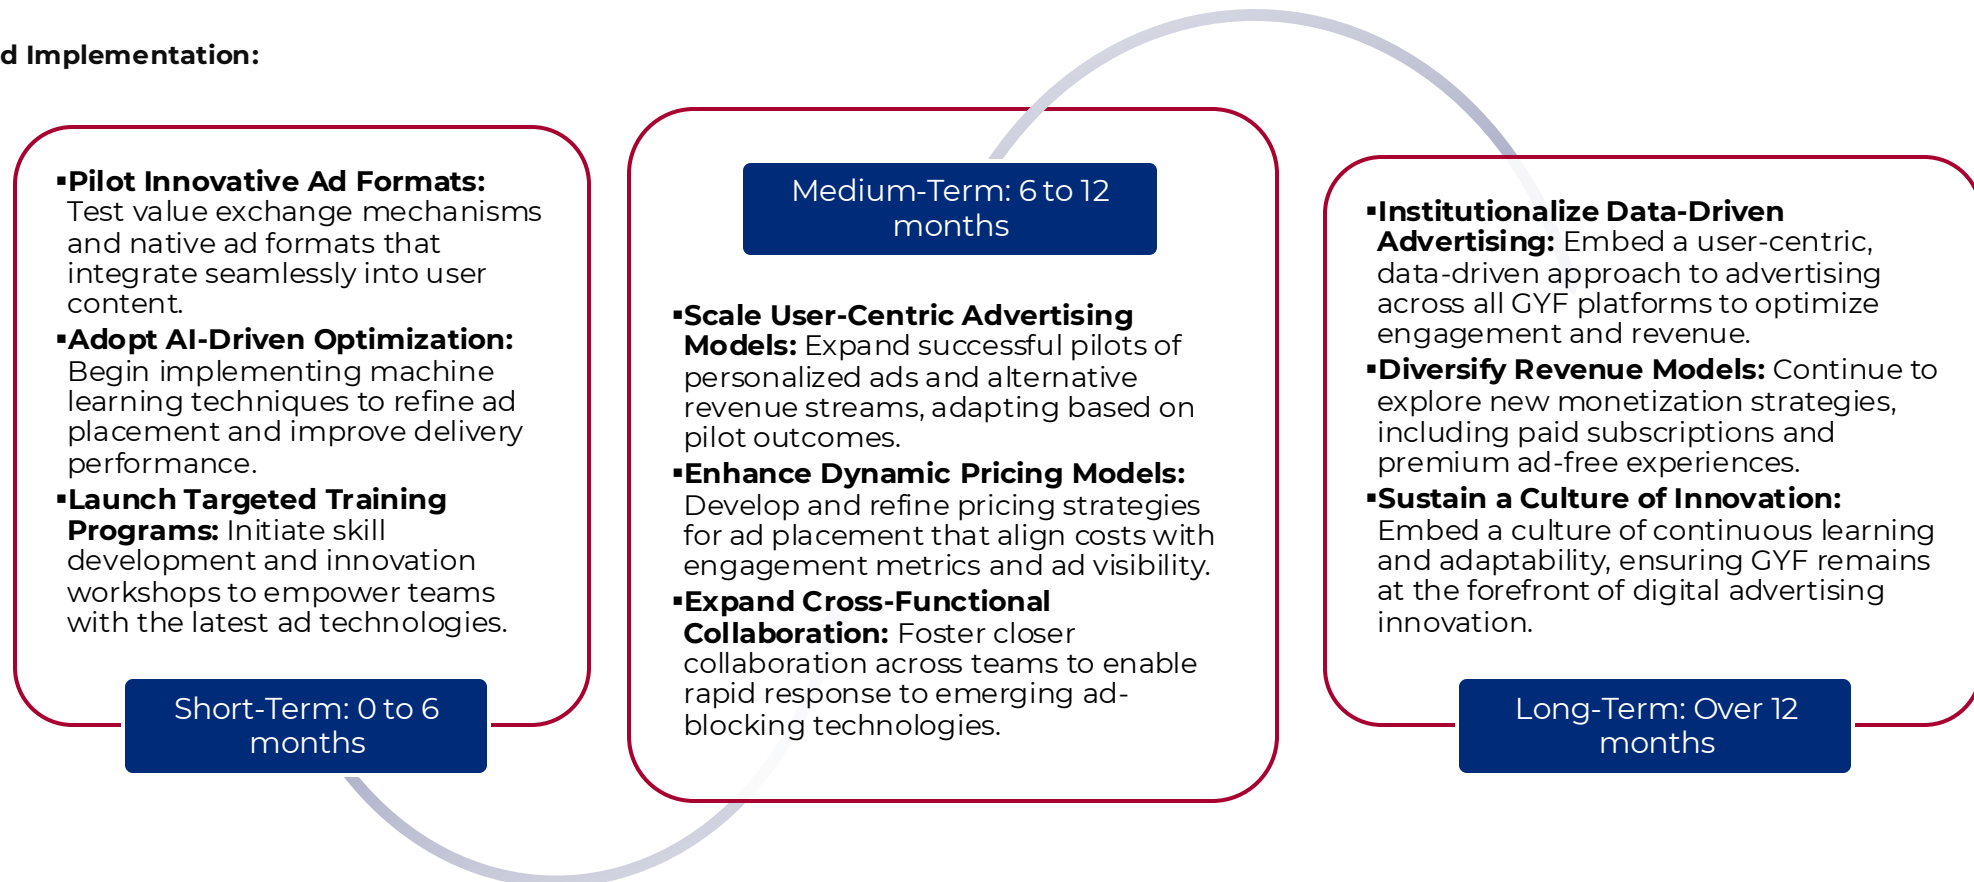 d Implementation:
▪Pilot Innovative Ad Formats:
Test value exchange mechanisms
and native ad formats that
integrate seamlessly into user
content.
▪Adopt AI-Driven Optimization:
Begin implementing machine
learning techniques to refine ad
placement and improve delivery
performance.
▪Launch Targeted Training
Programs: Initiate skill
development and innovation
workshops to empower teams
with the latest ad technologies.
Short-Term: 0 to 6
months
Medium-Term: 6 to 12
months
▪Scale User-Centric Advertising
Models: Expand successful pilots of
personalized ads and alternative
revenue streams, adapting based on
pilot outcomes.
▪Enhance Dynamic Pricing Models:
Develop and refine pricing strategies
for ad placement that align costs with
engagement metrics and ad visibility.
▪Expand Cross-Functional
Collaboration: Foster closer
collaboration across teams to enable
rapid response to emerging ad-
blocking technologies.
▪Institutionalize Data-Driven
Advertising: Embed a user-centric,
data-driven approach to advertising
across all GYF platforms to optimize
engagement and revenue.
▪Diversify Revenue Models: Continue to
explore new monetization strategies,
including paid subscriptions and
premium ad-free experiences.
▪Sustain a Culture of Innovation:
Embed a culture of continuous learning
and adaptability, ensuring GYF remains
at the forefront of digital advertising
innovation.
Long-Term: Over 12
months